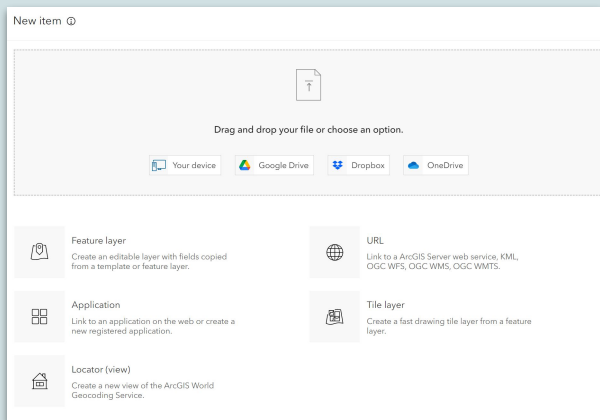 New item
Drag and drop your file or choose an option.
Your device
Google Drive
Dropbox
OneDrive
Feature layer
Create an editable layer with fields copied
from a template or feature layer.
URL
Link to a ArcGIS Server web service, KML,
OGC WFS, OGC WMS, OGC WMTS.
Application
Link to an application on the web or create a
new registered application.
Tile layer
Create a fast drawing tile layer from a feature
layer.
Locator (view)
Create a new view of the ArcGIS World
Geocoding Service.